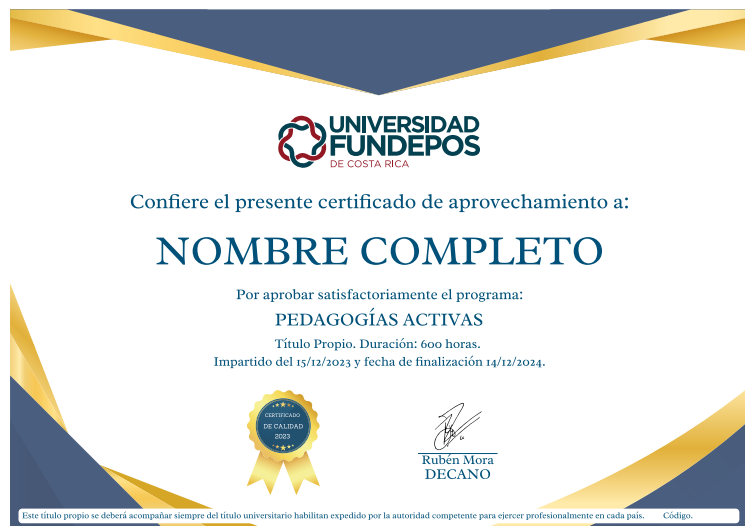 UNIVERSIDAD
FUNDEPOS
DE COSTA RICA
Confiere el presente certificado de aprovechamiento a:
NOMBRE COMPLETO
Por aprobar satisfactoriamente el programa:
PEDAGOGÍAS ACTIVAS
Título Propio. Duración: 600 horas.
Impartido del 15/12/2023 y fecha de finalización 14/12/2024.
CERTIFICADO
DE CALIDAD
2023
Rubén Mora
DECANO
Este título propio se deberá acompañar siempre del título universitario habilitan expedido por la autoridad competente para ejercer profesionalmente en cada país. Código.